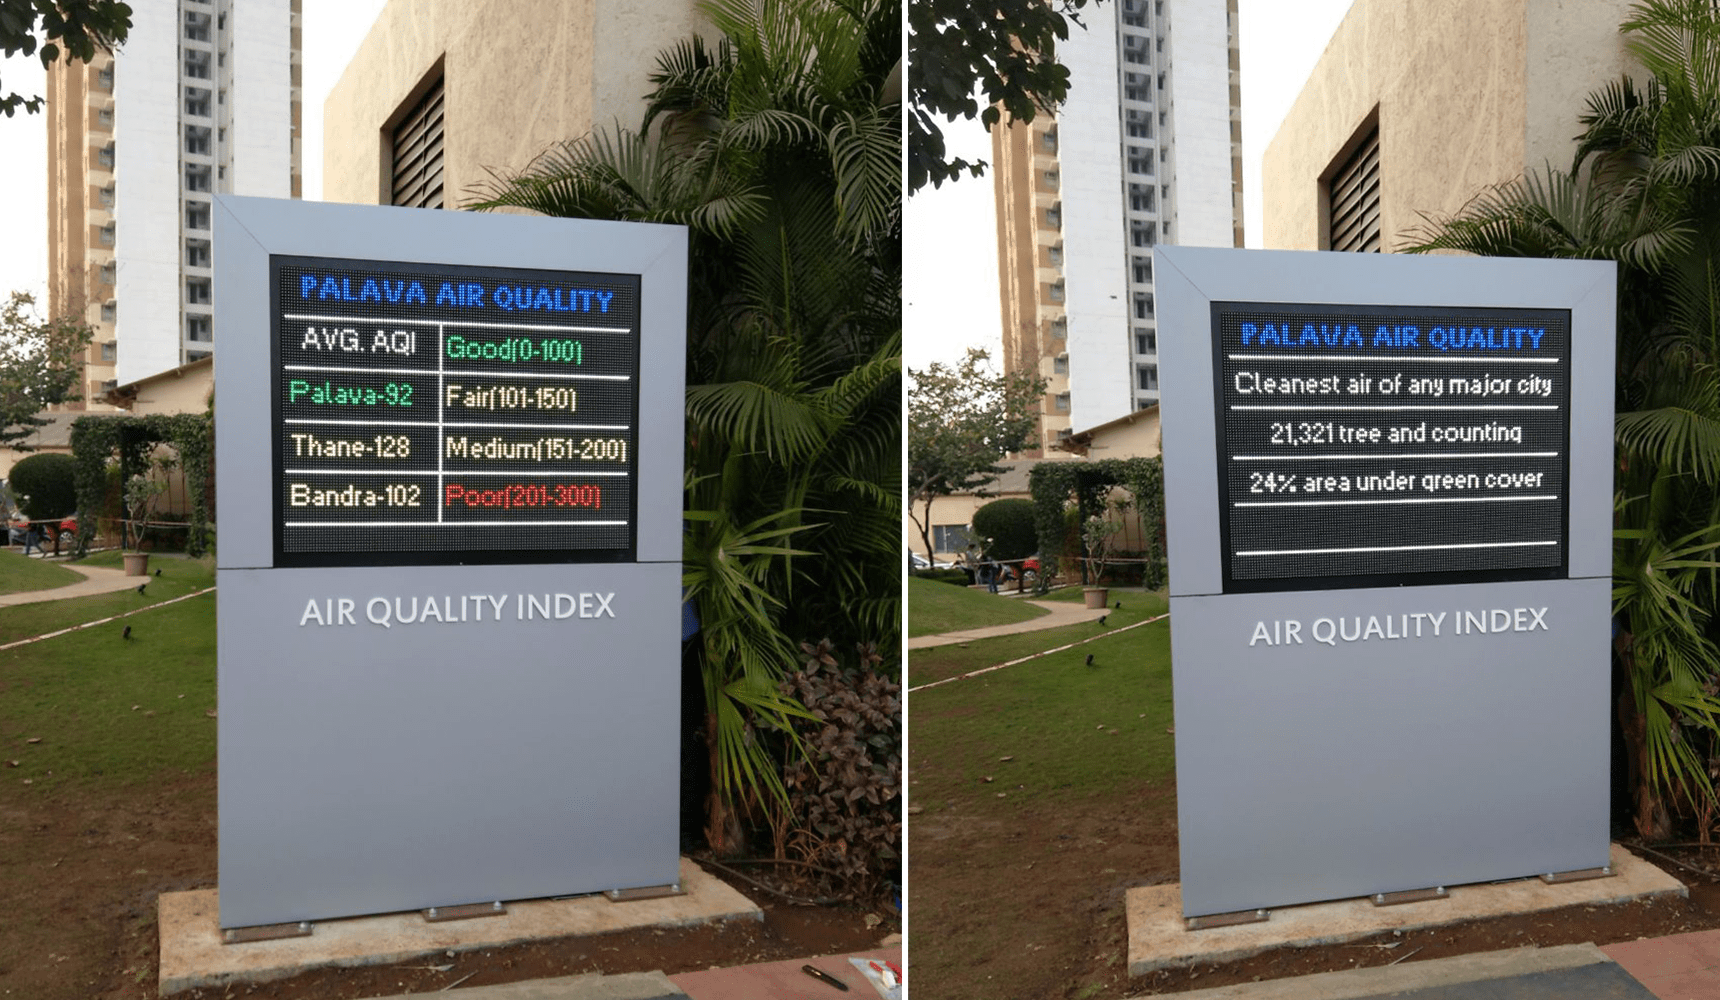 PALAVA AIR QUALITY
AVG. AQI Good(0-100)
Palava-92 Fair(101-150)
Thane-128 Medium(151-200)
Bandra-102 Poor(201-300)
AIR QUALITY INDEX
PALAVA AIR QUALITY
Cleanest air of any major city
21,321 tree and counting
24% area under green cover
AIR QUALITY INDEX